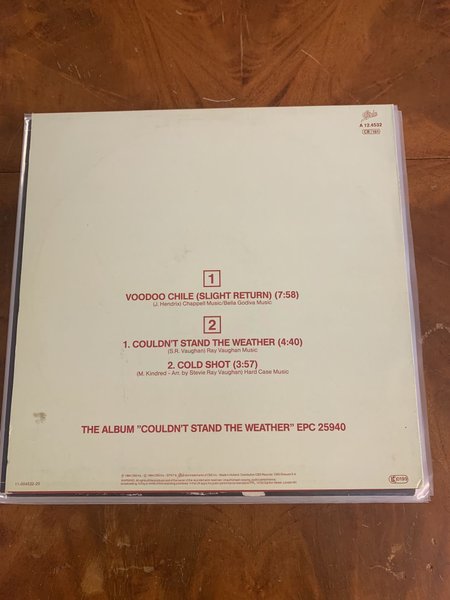 Epic
A 12.4532
1
VOODOO CHILE (SLIGHT RETURN) (7:58)
(J. Hendrix) Chappell Music/Bella Godiva Music
2
1. COULDN'T STAND THE WEATHER (4:40)
(S.R. Vaughan) Ray Vaughan Music
2. COLD SHOT (3:57)
(M. Kindred - Arr. by Stevie Ray Vaughan) Hard Case Music
THE ALBUM "COULDN'T STAND THE WEATHER" EPC 25940